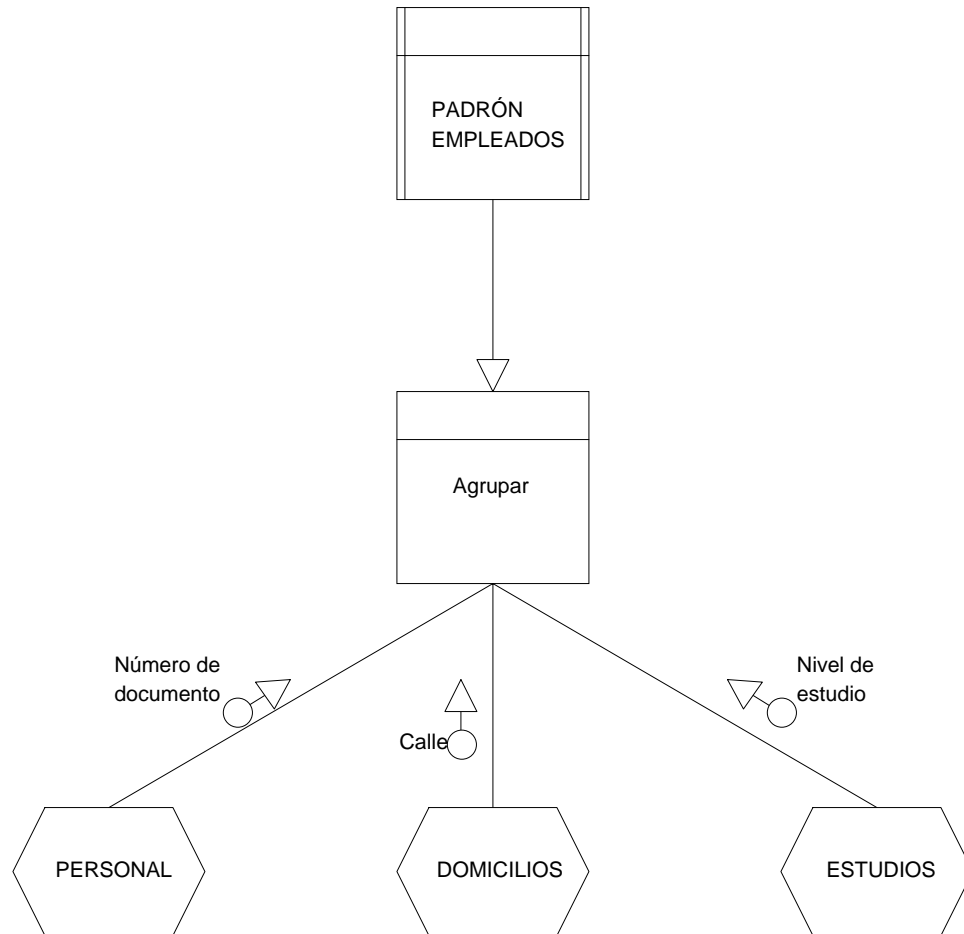 PADRÓN
EMPLEADOS
Agrupar
Número de
documento
Calle
Nivel de
estudio
PERSONAL
DOMICILIOS
ESTUDIOS